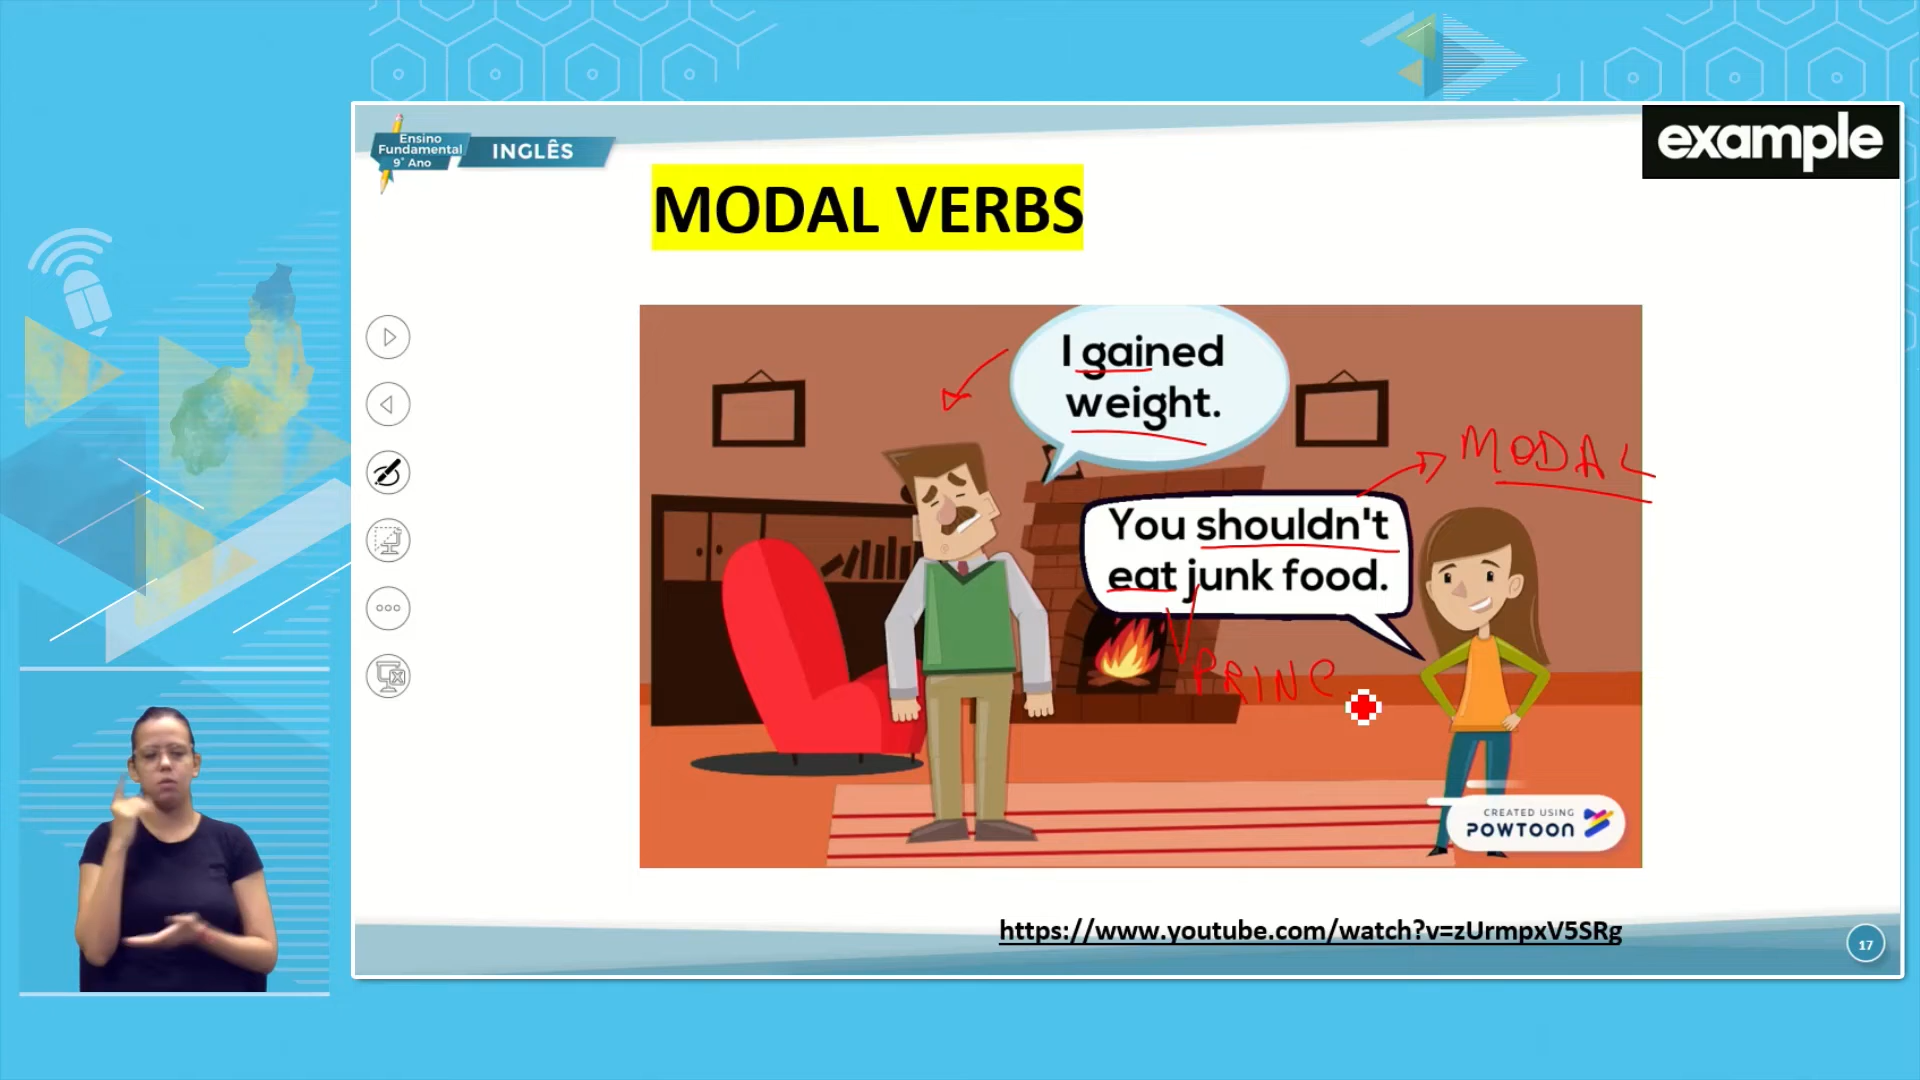 Ensino
Fundamental
9° Ano
INGLÊS
example
MODAL VERBS
I gained
weight.
MODAL
You shouldn't
eat junk food.
PRINC
CREATED USING
POWTOON
https://www.youtube.com/watch?v=zUrmpxV5SRg
17